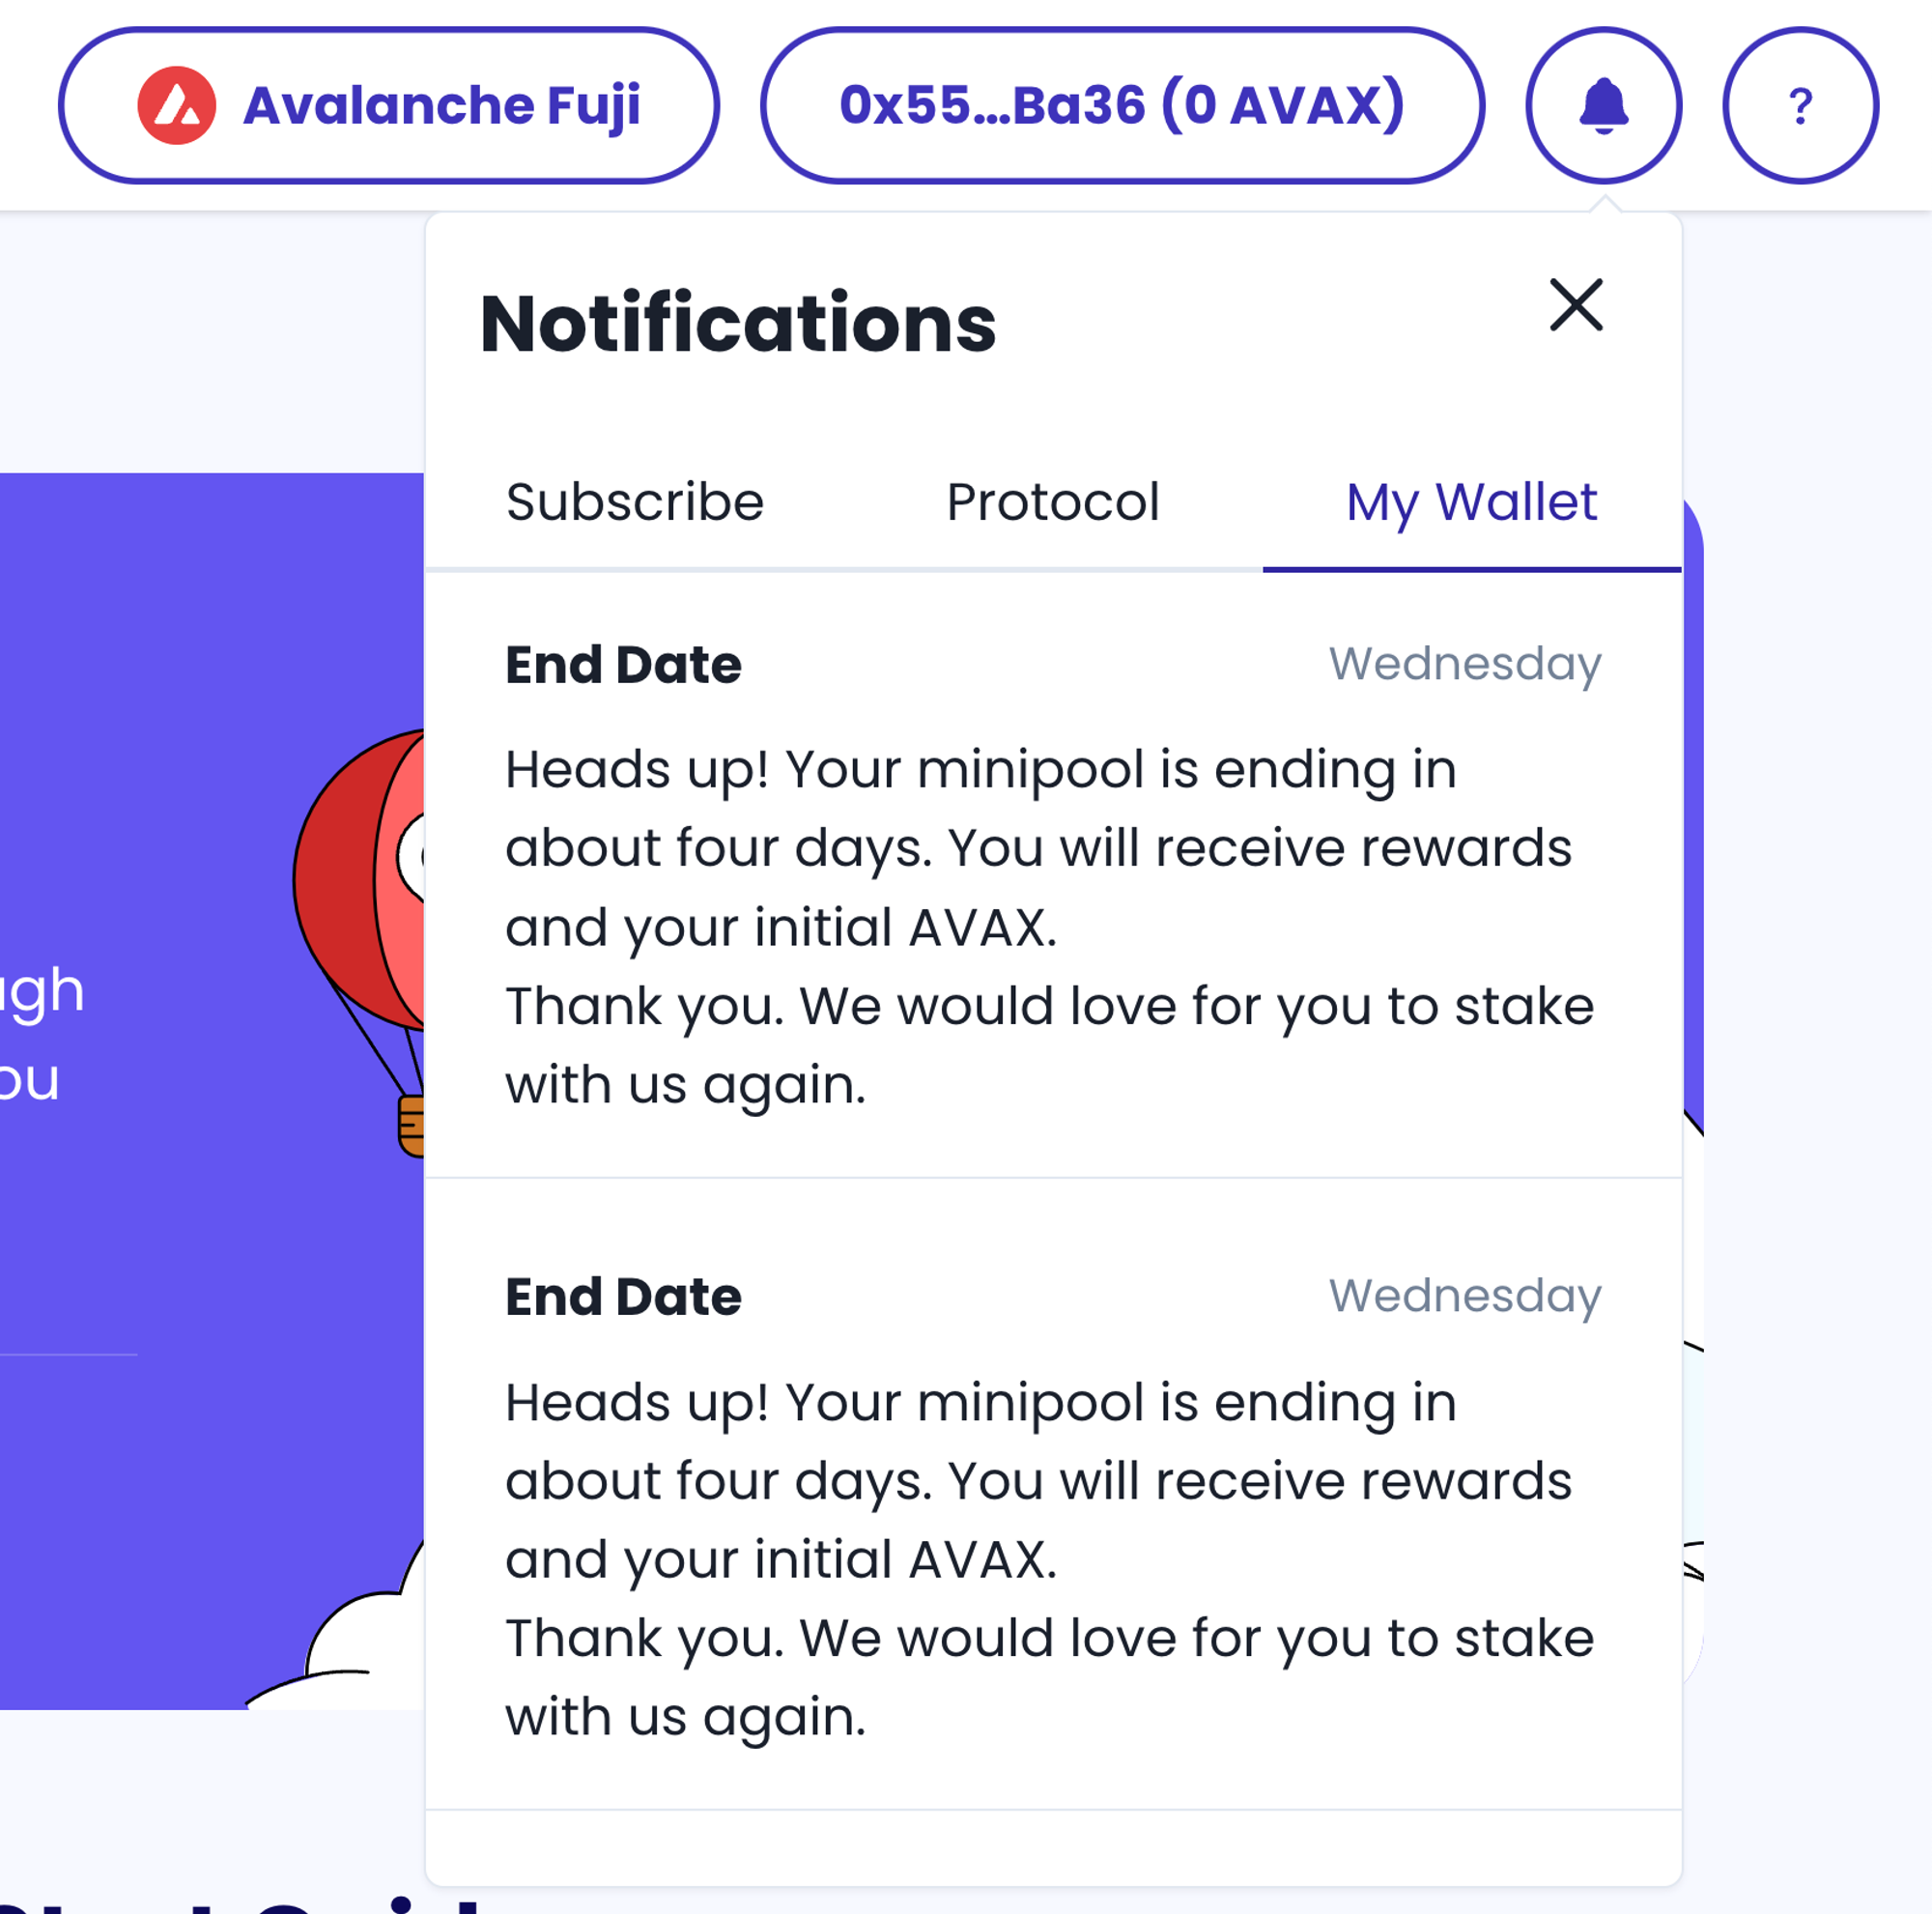 Avalanche Fuji
0x55...Ba36 (0 AVAX)
?
Notifications
Subscribe
Protocol
My Wallet
End Date
Wednesday
Heads up! Your minipool is ending in
about four days. You will receive rewards
and your initial AVAX.
Thank you. We would love for you to stake
with us again.
End Date
Wednesday
Heads up! Your minipool is ending in
about four days. You will receive rewards
and your initial AVAX.
Thank you. We would love for you to stake
with us again.